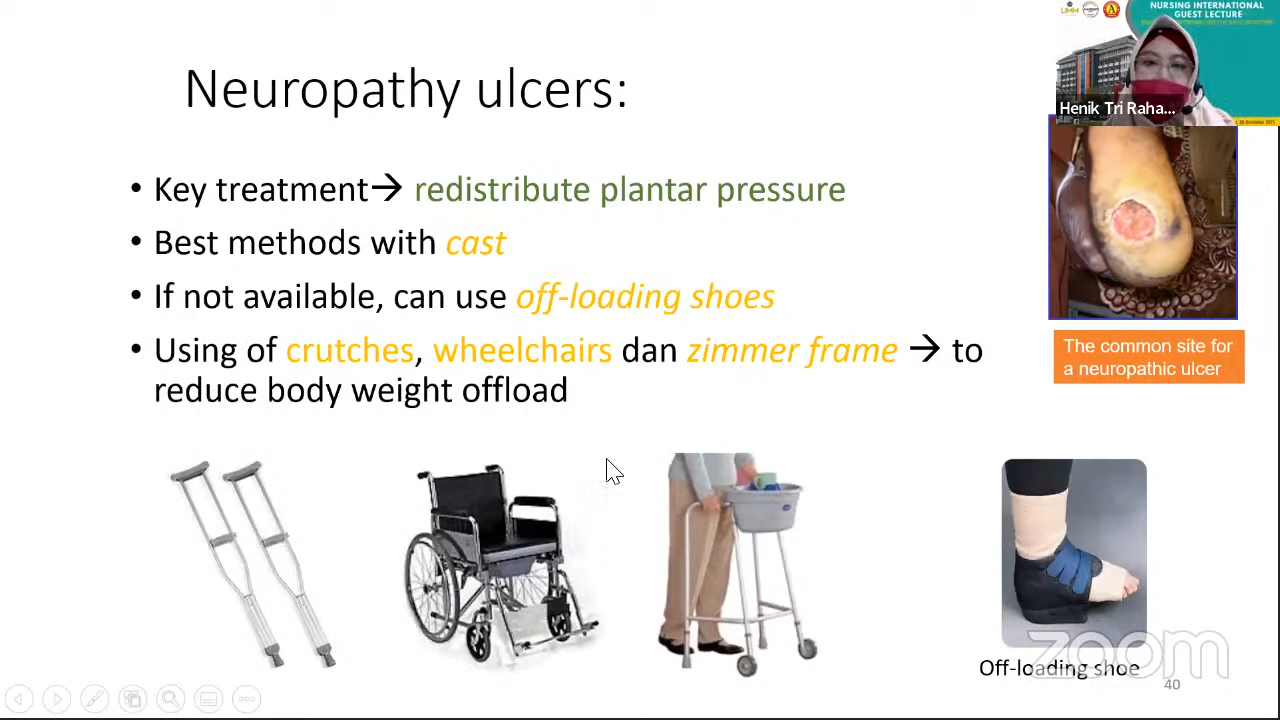 NURSING INTERNATIONAL
GUEST LECTURE
Henik Tri Raha...
Neuropathy ulcers:
• Key treatment→ redistribute plantar pressure
• Best methods with cast
• If not available, can use off-loading shoes
• Using of crutches, wheelchairs dan zimmer frame → to
reduce body weight offload
The common site for
a neuropathic ulcer
Off-loading shoe
zoom
40